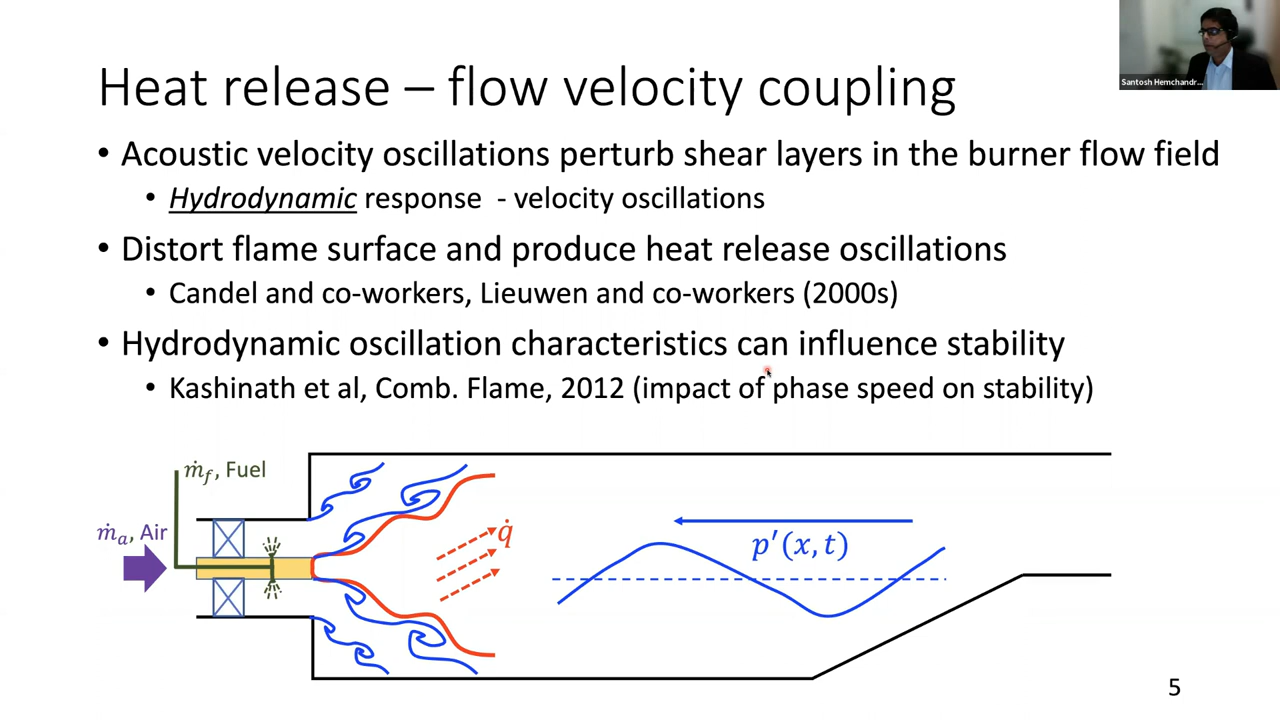 Santosh Hemchandr...
Heat release – flow velocity coupling
• Acoustic velocity oscillations perturb shear layers in the burner flow field
• Hydrodynamic response - velocity oscillations
• Distort flame surface and produce heat release oscillations
• Candel and co-workers, Lieuwen and co-workers (2000s)
• Hydrodynamic oscillation characteristics can influence stability
• Kashinath et al, Comb. Flame, 2012 (impact of phase speed on stability)
ṁ_f, Fuel
ṁ_a, Air
q̇
p′(x, t)
5